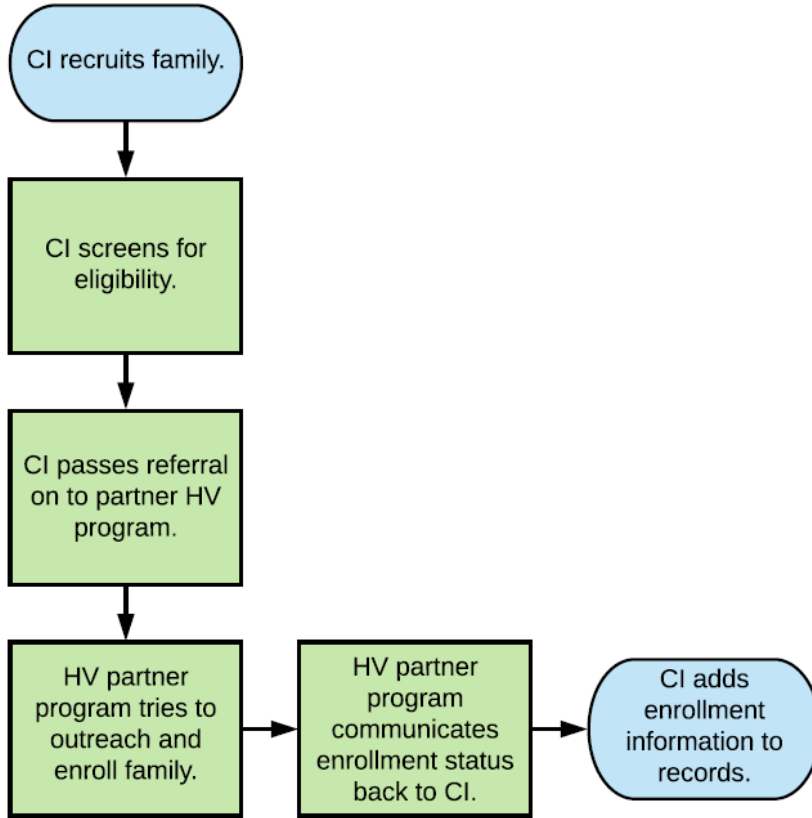 CI recruits family.
CI screens for
eligibility.
CI passes referral
on to partner HV
program.
HV partner
program tries to
outreach and
enroll family.
HV partner
program
communicates
enrollment status
back to CI.
CI adds
enrollment
information to
records.